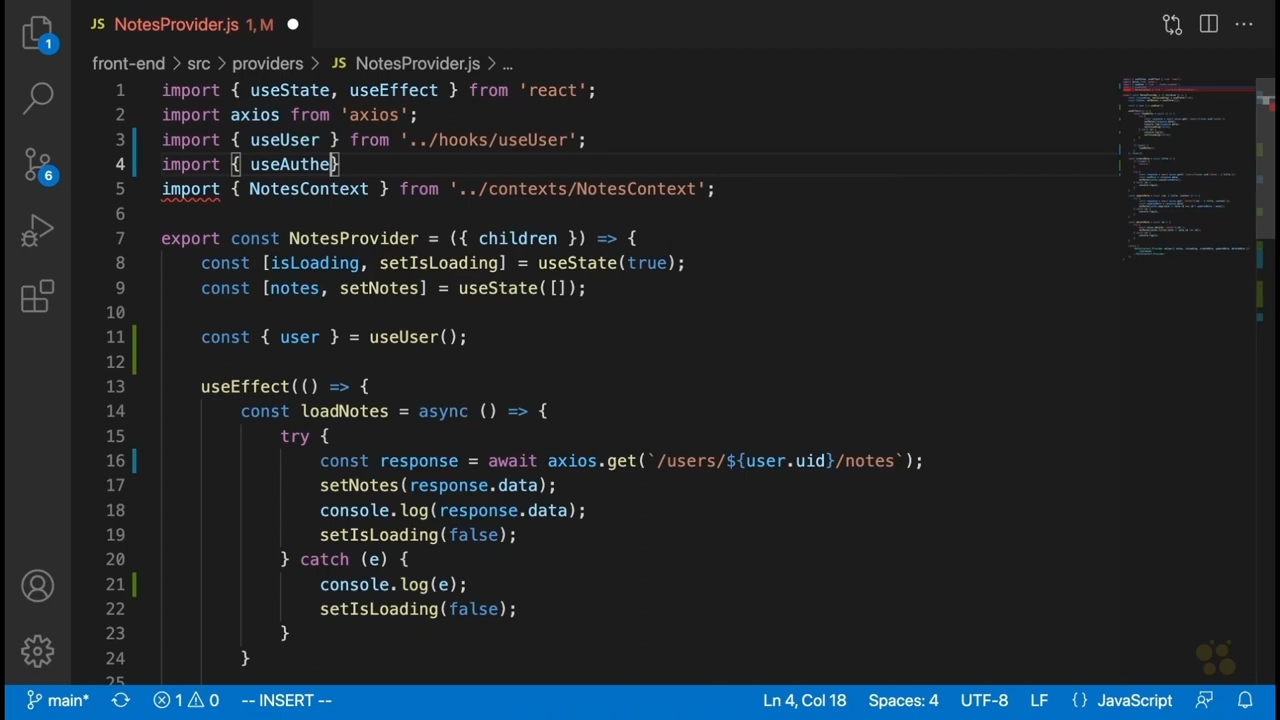 JS NotesProvider.js 1, M
1
front-end > src > providers > JS NotesProvider.js > ...
1 import { useState, useEffect } from 'react';
2 import axios from 'axios';
3 import { useUser } from '../hooks/useUser';
4 import { useAuthe}
5 import { NotesContext } from '../contexts/NotesContext';
6
7 export const NotesProvider = ({ children }) => {
8 const [isLoading, setIsLoading] = useState(true);
9 const [notes, setNotes] = useState([]);
10
11 const { user } = useUser();
12
13 useEffect(() => {
14 const loadNotes = async () => {
15 try {
16 const response = await axios.get(`/users/${user.uid}/notes`);
17 setNotes(response.data);
18 console.log(response.data);
19 setIsLoading(false);
20 } catch (e) {
21 console.log(e);
22 setIsLoading(false);
23 }
24 }
25
6
main* 1 0 -- INSERT -- Ln 4, Col 18 Spaces: 4 UTF-8 LF {} JavaScript